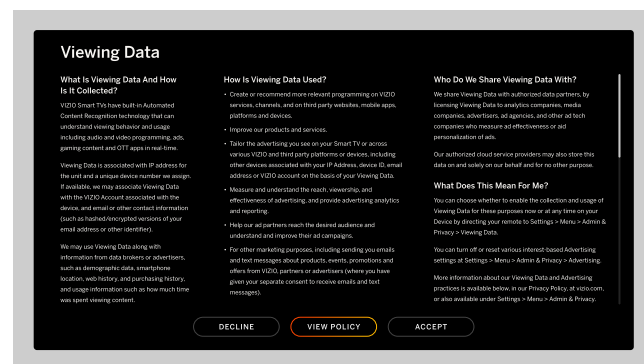 Viewing Data
What Is Viewing Data And How
Is It Collected?
VIZIO Smart TVs have built-in Automated
Content Recognition technology that can
understand viewing behavior and usage
including audio and video programming, ads,
gaming content and OTT apps in real-time.
Viewing Data is associated with IP address for
the unit and a unique device number we assign.
If available, we may associate Viewing Data
with the VIZIO Account associated with the
device, and email or other contact information
(such as hashed/encrypted versions of your
email address or other identifier).
We may use Viewing Data along with
information from data brokers or advertisers,
such as demographic data, smartphone
location, web history, and purchasing history,
and usage information such as how much time
was spent viewing content.
How Is Viewing Data Used?
• Create or recommend more relevant programming on VIZIO
services, channels, and on third party websites, mobile apps,
platforms and devices.
• Improve our products and services.
• Tailor the advertising you see on your Smart TV or across
various VIZIO and third party platforms or devices, including
other devices associated with your IP Address, device ID, email
address or VIZIO account on the basis of your Viewing Data.
• Measure and understand the reach, viewership, and
effectiveness of advertising, and provide advertising analytics
and reporting.
• Help our ad partners reach the desired audience and
understand and improve their ad campaigns.
• For other marketing purposes, including sending you emails
and text messages about products, events, promotions and
offers from VIZIO, partners or advertisers (where you have
given your separate consent to receive emails and text
messages).
Who Do We Share Viewing Data With?
We share Viewing Data with authorized data partners, by
licensing Viewing Data to analytics companies, media
companies, advertisers, ad agencies, and other ad tech
companies who measure ad effectiveness or aid
personalization of ads.
Our authorized cloud service providers may also store this
data on and solely on our behalf and for no other purpose.
What Does This Mean For Me?
You can choose whether to enable the collection and usage of
Viewing Data for these purposes now or at any time on your
Device by directing your remote to Settings > Menu > Admin &
Privacy > Viewing Data.
You can turn off or reset various interest-based Advertising
settings at Settings > Menu > Admin & Privacy > Advertising.
More information about our Viewing Data and Advertising
practices is available below, in our Privacy Policy, at vizio.com,
or also available under Settings > Menu > Admin & Privacy.
DECLINE
VIEW POLICY
ACCEPT